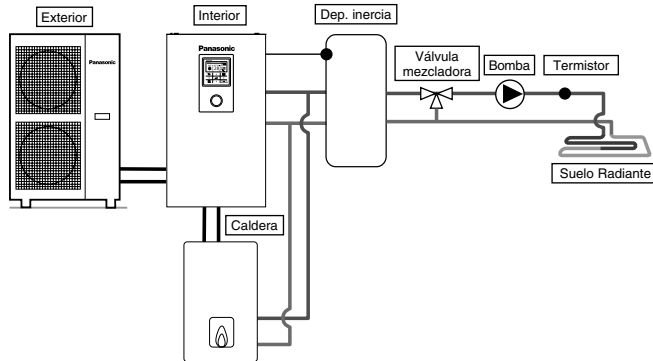 Exterior
Interior
Dep. inercia
Panasonic
Panasonic
Válvula
mezcladora
Bomba
Termistor
Suelo Radiante
Caldera